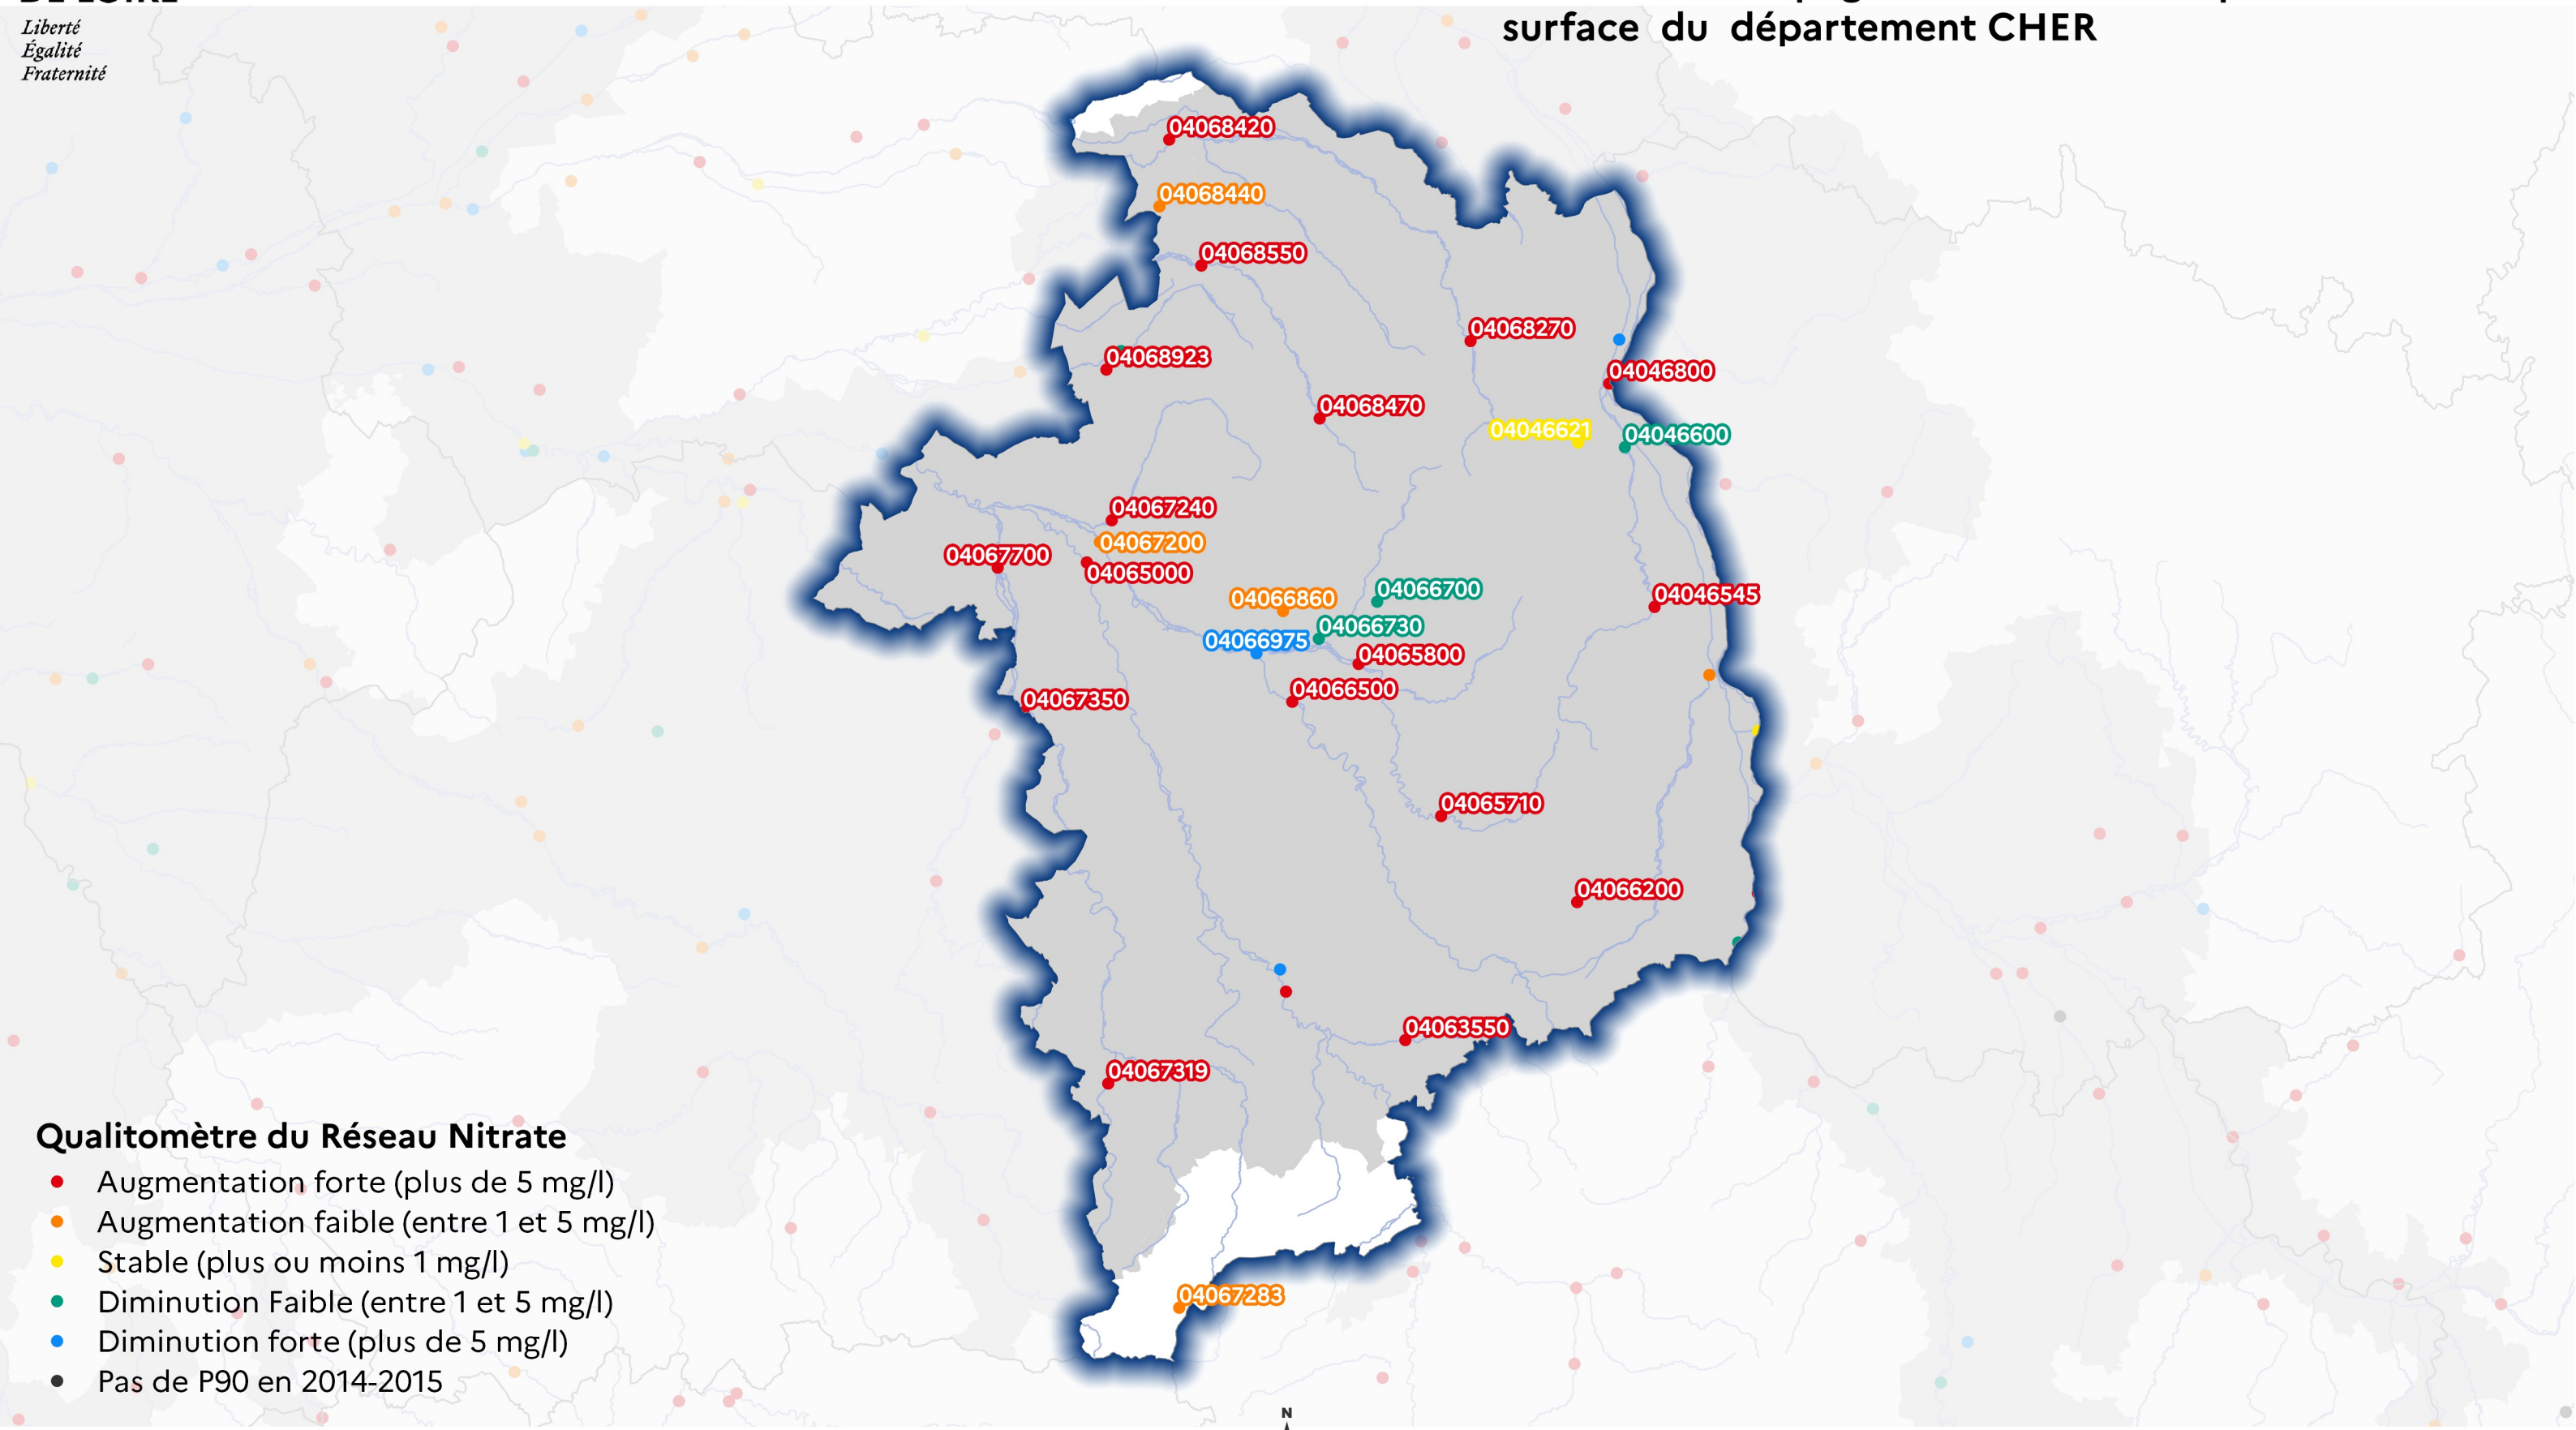 DE LOIRE
Liberté
Égalité
Fraternité
surface du département CHER
04068420
04068440
04068550
04068270
04068923
04046800
04068470
04046621
04046600
04067240
04067200
04067700
04065000
04066700
04066860
04046545
04066730
04066975
04065800
04066500
04067350
04065710
04066200
04063550
04067319
04067283
Qualitomètre du Réseau Nitrate
Augmentation forte (plus de 5 mg/l)
Augmentation faible (entre 1 et 5 mg/l)
Stable (plus ou moins 1 mg/l)
Diminution Faible (entre 1 et 5 mg/l)
Diminution forte (plus de 5 mg/l)
Pas de P90 en 2014-2015
N